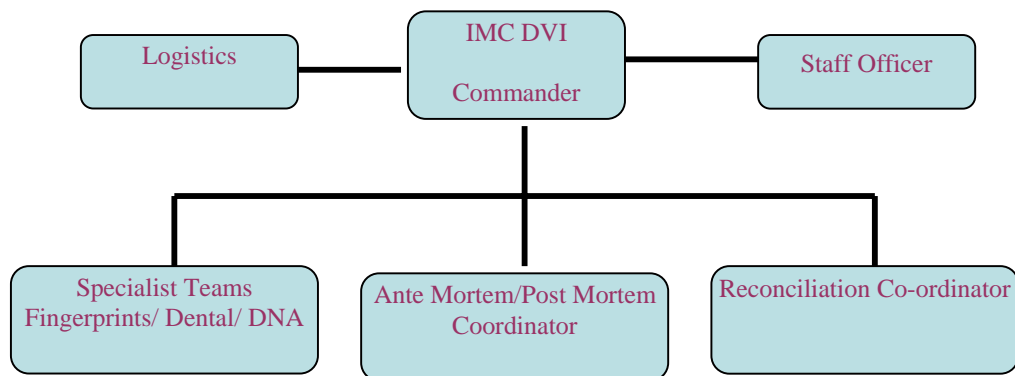 IMC DVI
Commander
Logistics
Staff Officer
Specialist Teams
Fingerprints/ Dental/ DNA
Ante Mortem/Post Mortem
Coordinator
Reconciliation Co-ordinator